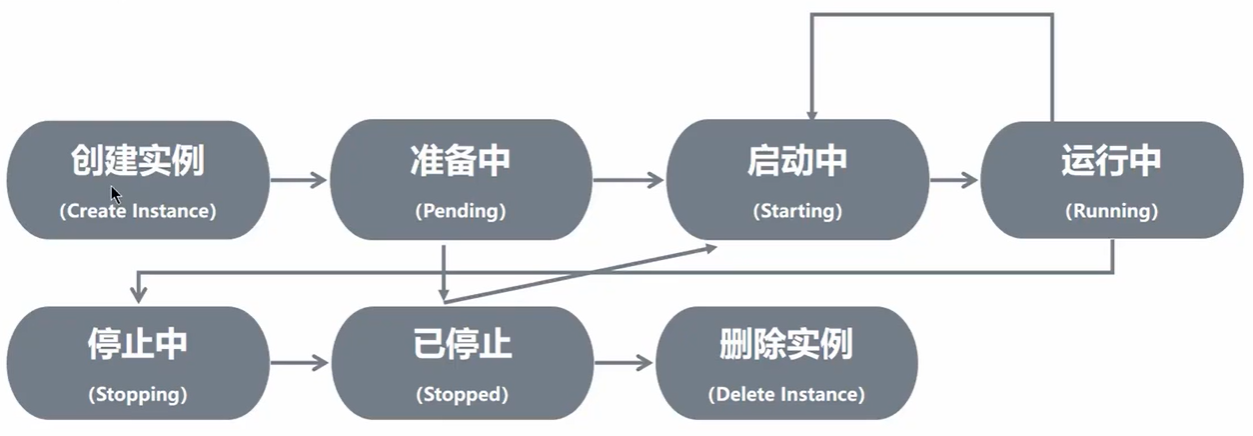 创建实例
（Create Instance）
准备中
（Pending）
启动中
（Starting）
运行中
（Running）
停止中
（Stopping）
已停止
（Stopped）
删除实例
（Delete Instance）